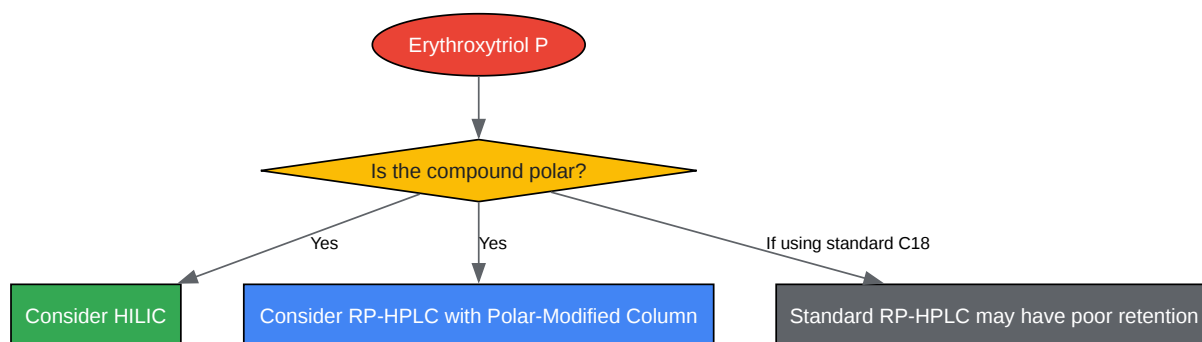 Erythroxytriol P
Is the compound polar?
Yes
Yes
If using standard C18
Consider HILIC
Consider RP-HPLC with Polar-Modified Column
Standard RP-HPLC may have poor retention